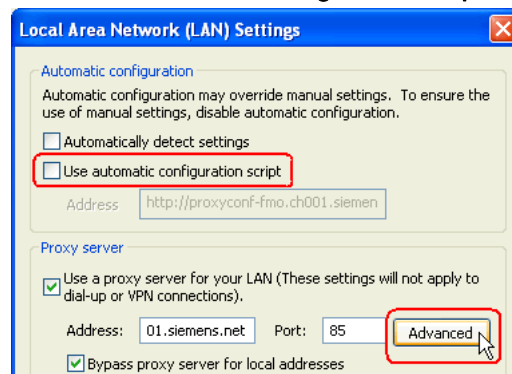 Local Area Network (LAN) Settings
Automatic configuration
Automatic configuration may override manual settings. To ensure the
use of manual settings, disable automatic configuration.
Automatically detect settings
Use automatic configuration script
Address http://proxyconf-fmo.ch001.siemen
Proxy server
Use a proxy server for your LAN (These settings will not apply to
dial-up or VPN connections).
Address: 01.siemens.net Port: 85 Advanced
Bypass proxy server for local addresses